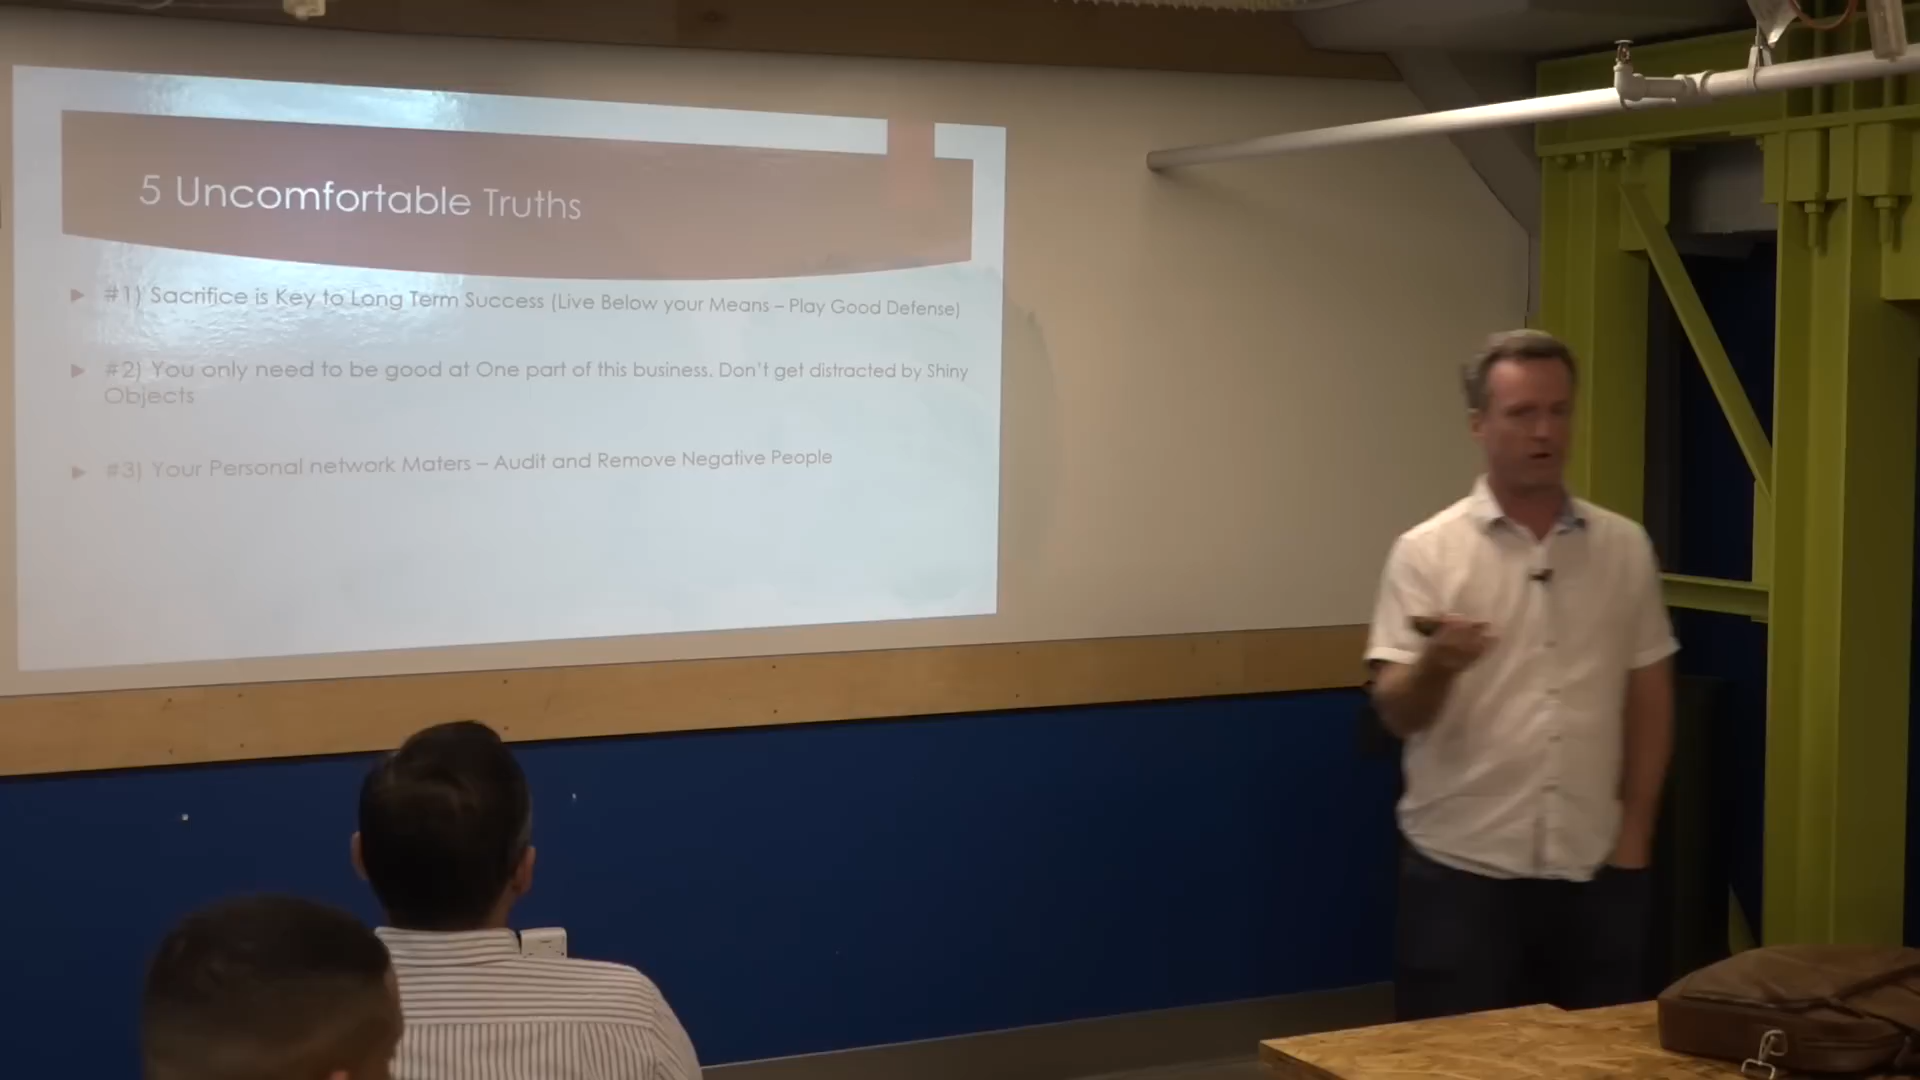 5 Uncomfortable Truths
#1) Sacrifice is Key to Long Term Success (Live Below your Means – Play Good Defense)
#2) You only need to be good at One part of this business. Don't get distracted by Shiny
Objects
#3) Your Personal network Maters – Audit and Remove Negative People